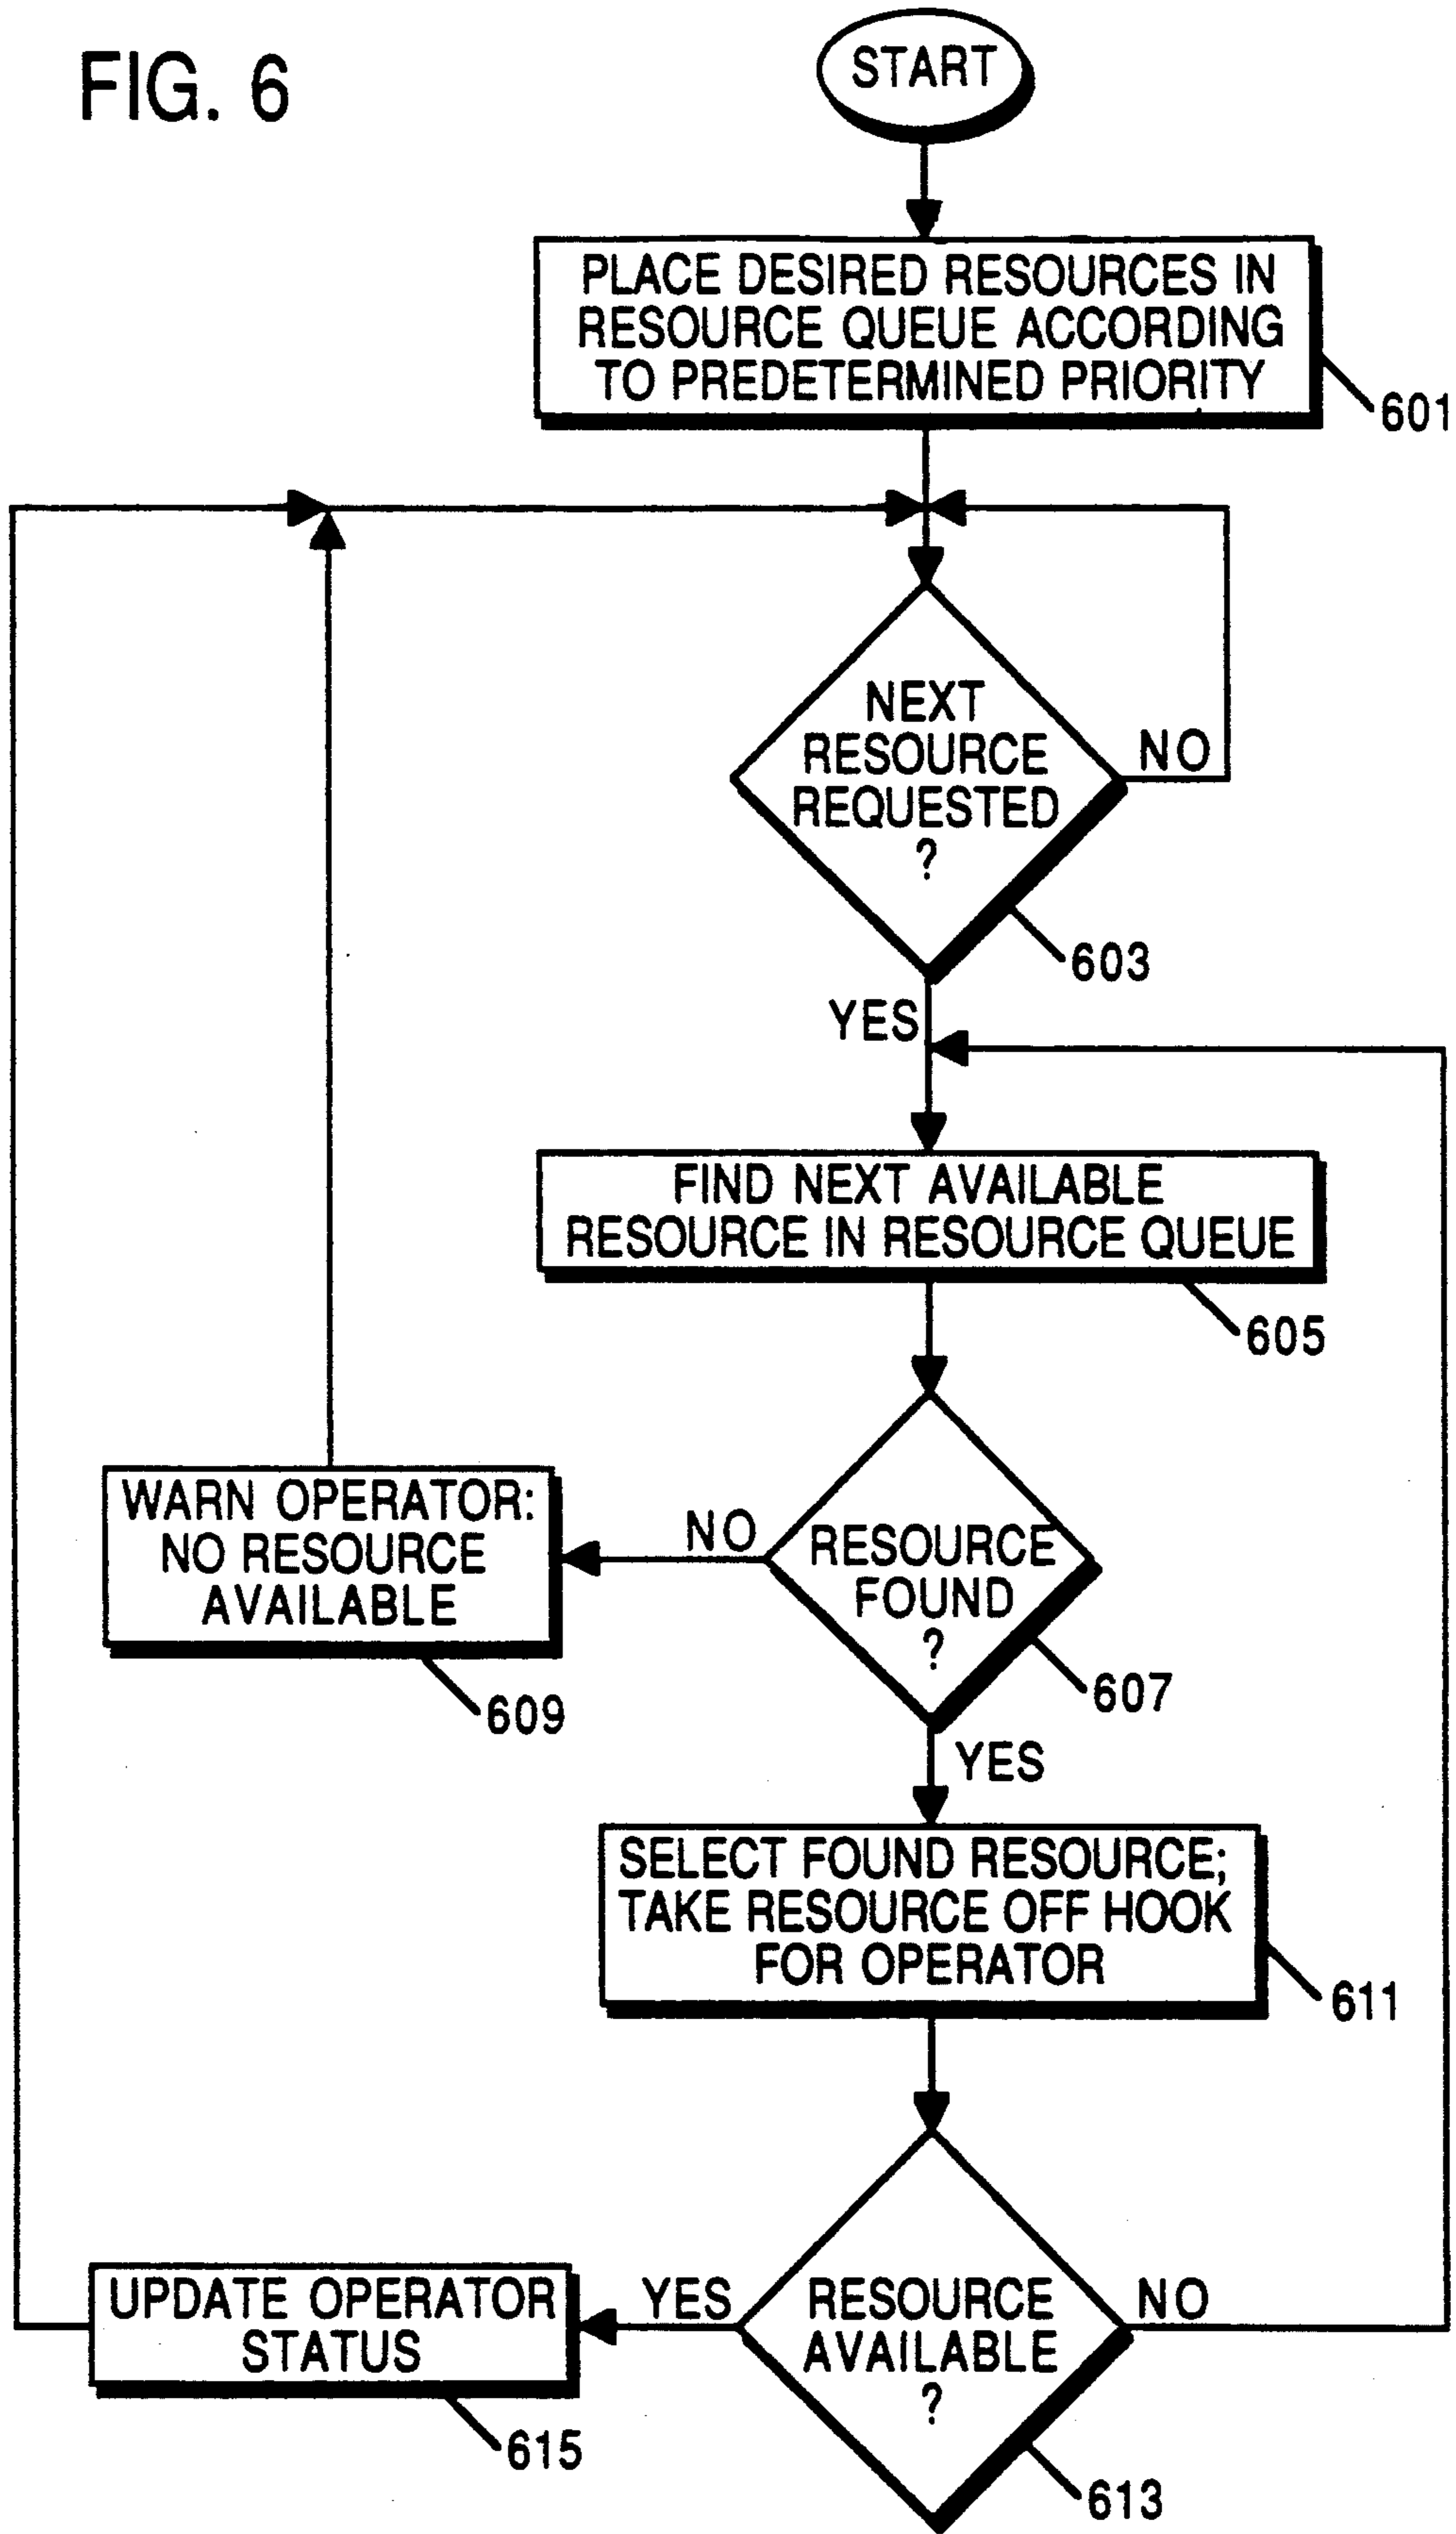 FIG. 6
START
PLACE DESIRED RESOURCES IN
RESOURCE QUEUE ACCORDING
TO PREDETERMINED PRIORITY
601
NEXT
RESOURCE
REQUESTED
?
NO
603
YES
FIND NEXT AVAILABLE
RESOURCE IN RESOURCE QUEUE
605
WARN OPERATOR:
NO RESOURCE
AVAILABLE
609
NO
RESOURCE
FOUND
?
607
YES
SELECT FOUND RESOURCE;
TAKE RESOURCE OFF HOOK
FOR OPERATOR
611
UPDATE OPERATOR
STATUS
615
YES
RESOURCE
AVAILABLE
?
NO
613